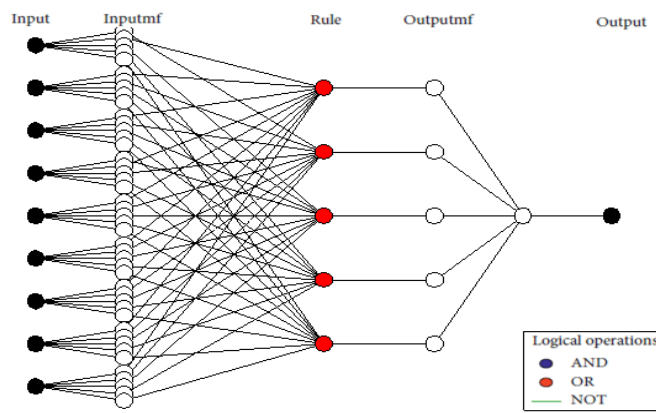 Input
Inputmf
Rule
Outputmf
Output
Logical operations
AND
OR
NOT